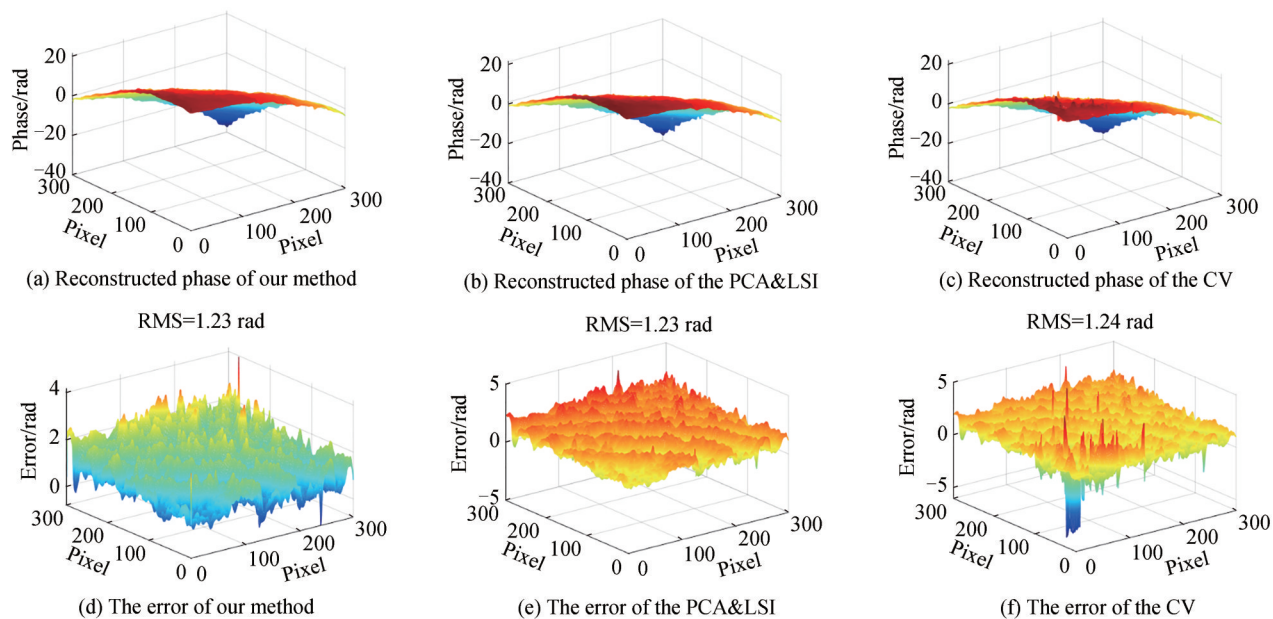 20
0
−20
−40
300
200
100
0
0
100
200
300
Phase/rad
Pixel
Pixel
(a) Reconstructed phase of our method
20
0
−20
−40
300
200
100
0
0
100
200
300
Phase/rad
Pixel
Pixel
(b) Reconstructed phase of the PCA&LSI
20
0
−20
−40
300
200
100
0
0
100
200
300
Phase/rad
Pixel
Pixel
(c) Reconstructed phase of the CV
RMS=1.23 rad
4
2
0
300
200
100
0
0
100
200
300
Error/rad
Pixel
Pixel
(d) The error of our method
RMS=1.23 rad
5
0
−5
300
200
100
0
0
100
200
300
Error/rad
Pixel
Pixel
(e) The error of the PCA&LSI
RMS=1.24 rad
5
0
−5
300
200
100
0
0
100
200
300
Error/rad
Pixel
Pixel
(f) The error of the CV